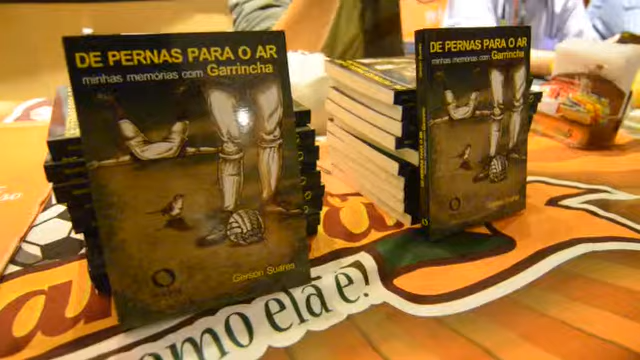 DE PERNAS PARA O AR
minhas memórias com Garrincha
Gerson Suares
DE PERNAS PARA O AR
minhas memórias com Garrincha
omo ela é!